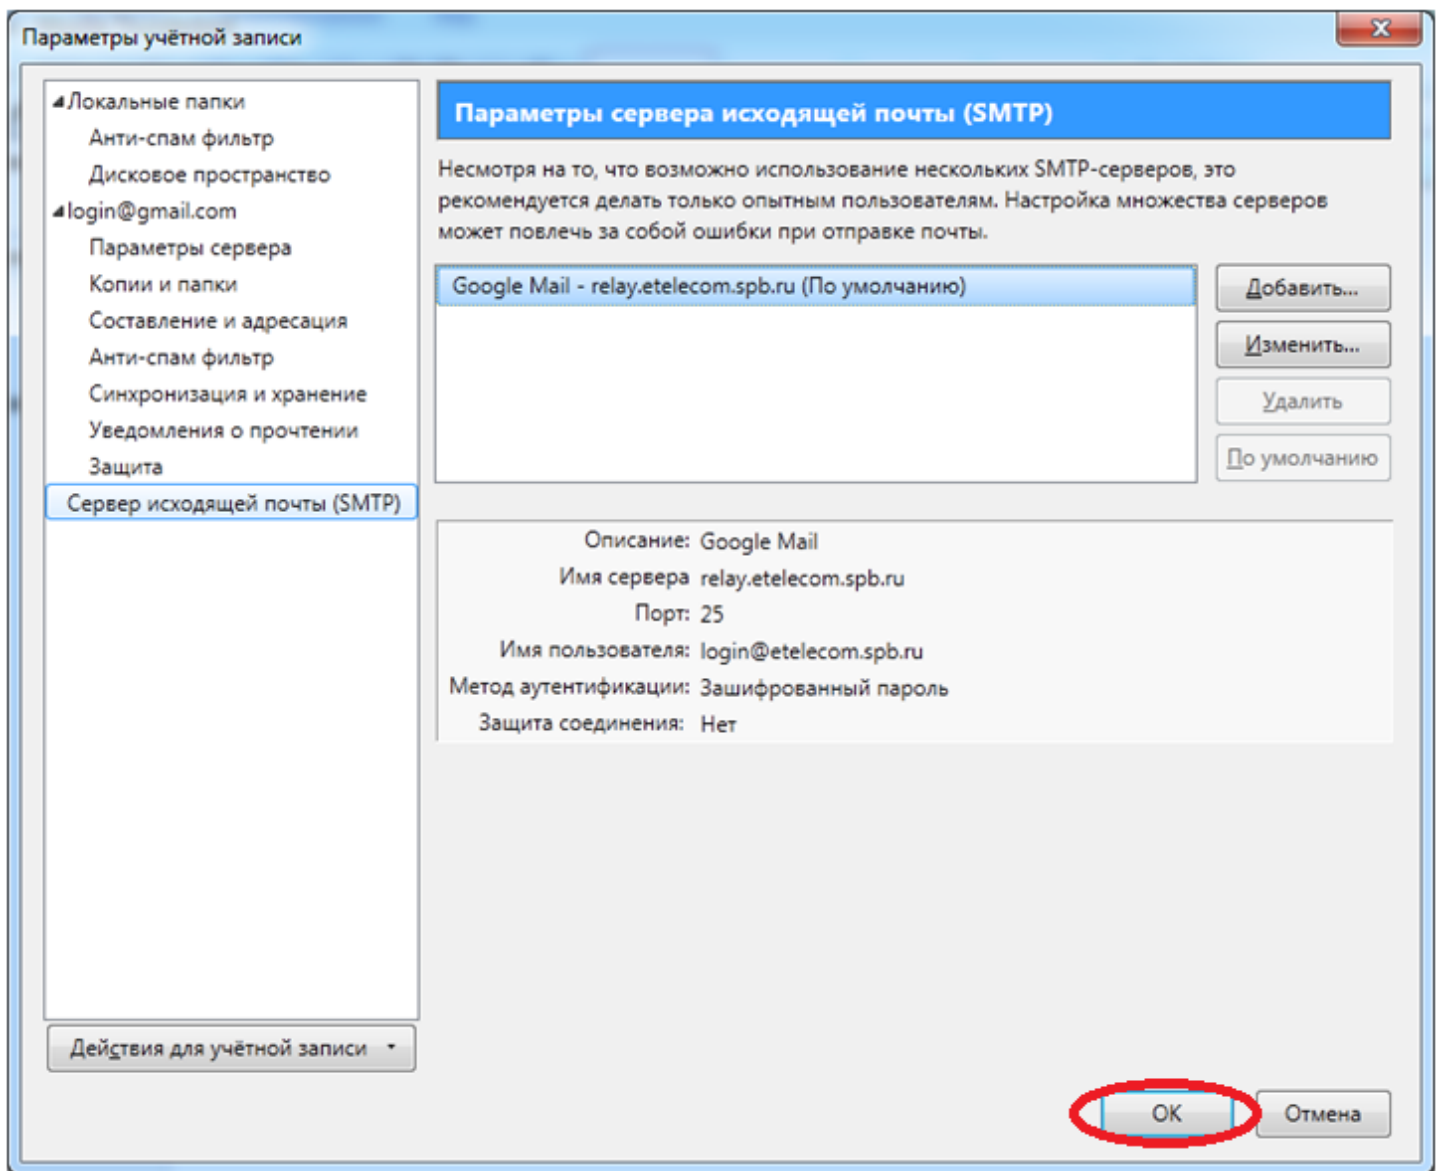 Параметры учётной записи
Локальные папки
Анти-спам фильтр
Дисковое пространство
login@gmail.com
Параметры сервера
Копии и папки
Составление и адресация
Анти-спам фильтр
Синхронизация и хранение
Уведомления о прочтении
Защита
Сервер исходящей почты (SMTP)
Действия для учётной записи
Параметры сервера исходящей почты (SMTP)
Несмотря на то, что возможно использование нескольких SMTP-серверов, это
рекомендуется делать только опытным пользователям. Настройка множества серверов
может повлечь за собой ошибки при отправке почты.
Google Mail - relay.etelecom.spb.ru (По умолчанию)
Добавить...
Изменить...
Удалить
По умолчанию
Описание: Google Mail
Имя сервера relay.etelecom.spb.ru
Порт: 25
Имя пользователя: login@etelecom.spb.ru
Метод аутентификации: Зашифрованный пароль
Защита соединения: Нет
OK
Отмена